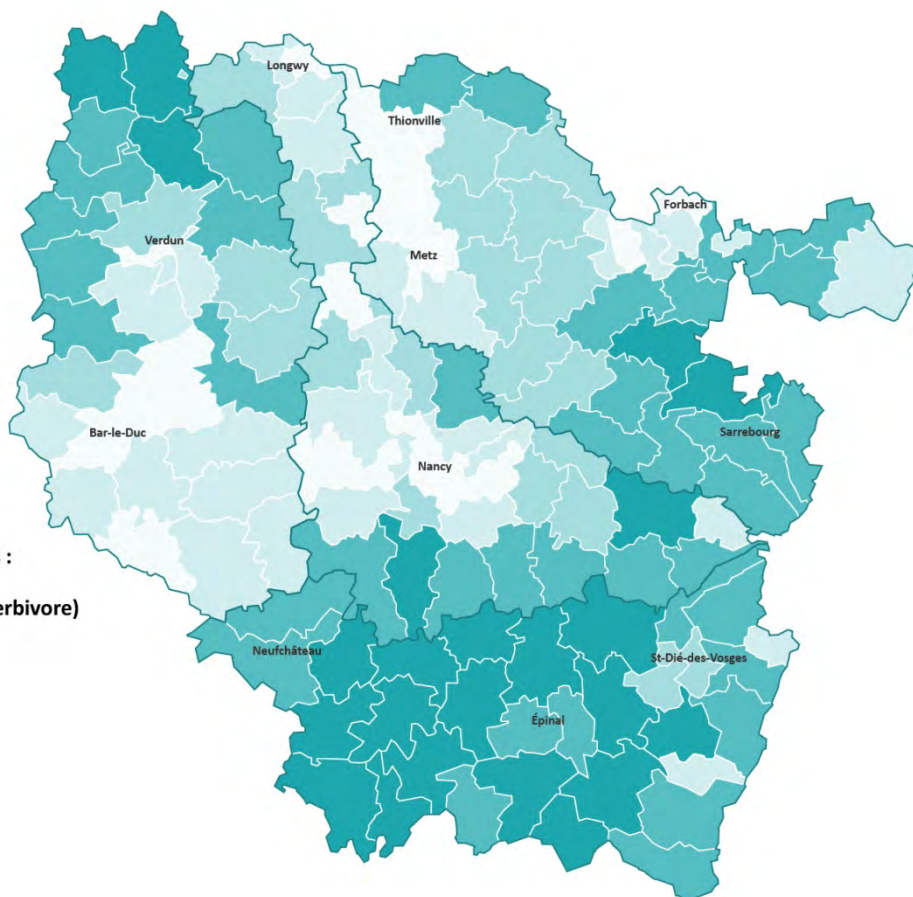 Longwy
Thionville
Forbach
Verdun
Metz
Bar-le-Duc
Sarrebourg
Nancy
:
erbivore)
Neufchâteau
St-Dié-des-Vosges
Épinal